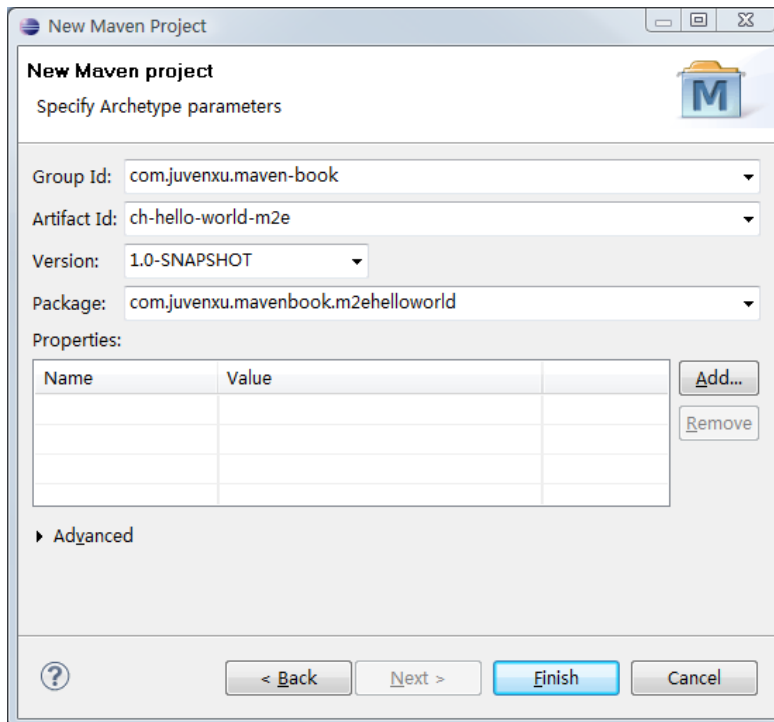 New Maven Project
New Maven project
Specify Archetype parameters
M
Group Id: com.juvenxu.maven-book
Artifact Id: ch-hello-world-m2e
Version: 1.0-SNAPSHOT
Package: com.juvenxu.mavenbook.m2ehelloworld
Properties:
Name Value
Add...
Remove
Advanced
? < Back Next > Finish Cancel